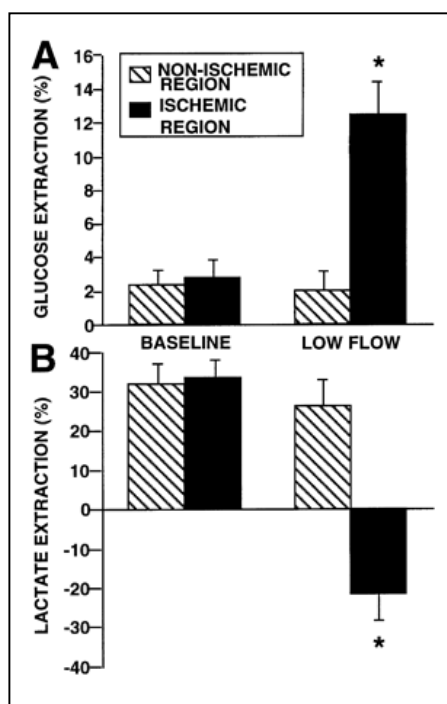 A
GLUCOSE EXTRACTION (%)
16
14
12
10
8
6
4
2
0
NON-ISCHEMIC
REGION
ISCHEMIC
REGION
*
BASELINE
LOW FLOW
B
LACTATE EXTRACTION (%)
40
30
20
10
0
-10
-20
-30
-40
*